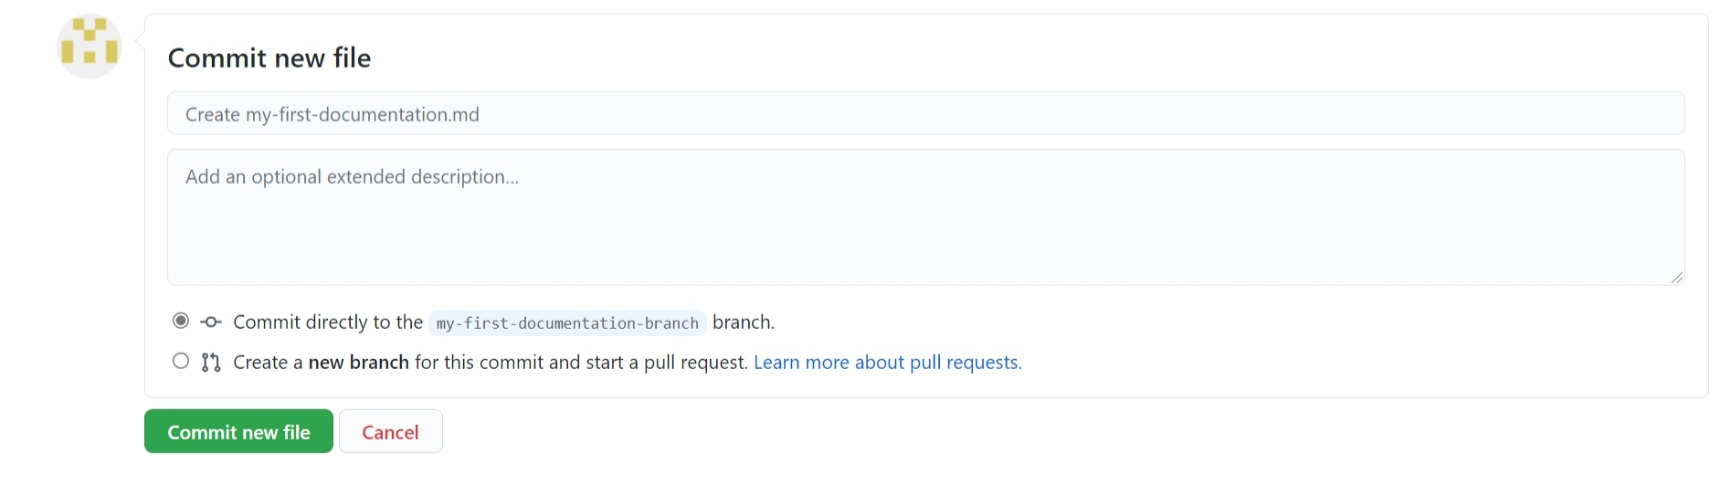 Commit new file
Create my-first-documentation.md
Add an optional extended description...
Commit directly to the my-first-documentation-branch branch.
Create a new branch for this commit and start a pull request. Learn more about pull requests.
Commit new file Cancel